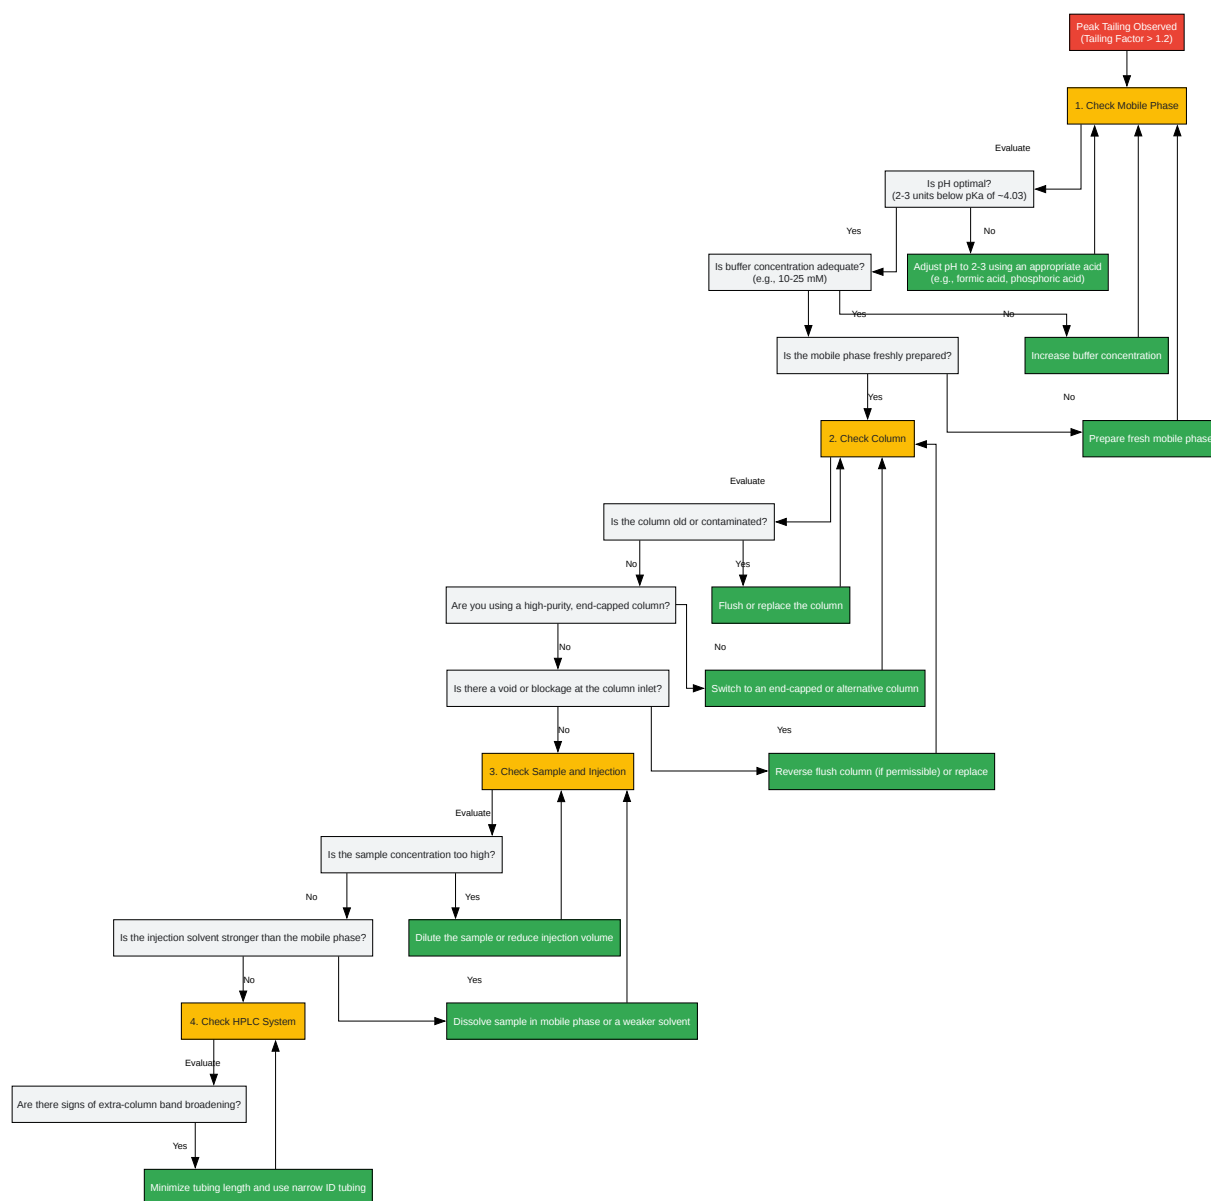 Peak Tailing Observed
(Tailing Factor > 1.2)
1. Check Mobile Phase
Evaluate
Is pH optimal?
(2-3 units below pKa of ~4.03)
Yes
No
Is buffer concentration adequate?
(e.g., 10-25 mM)
Adjust pH to 2-3 using an appropriate acid
(e.g., formic acid, phosphoric acid)
Yes
No
Is the mobile phase freshly prepared?
Increase buffer concentration
Yes
No
2. Check Column
Prepare fresh mobile phase
Evaluate
Is the column old or contaminated?
No
Yes
Are you using a high-purity, end-capped column?
Flush or replace the column
No
No
Is there a void or blockage at the column inlet?
Switch to an end-capped or alternative column
No
Yes
3. Check Sample and Injection
Reverse flush column (if permissible) or replace
Evaluate
Is the sample concentration too high?
No
Yes
Is the injection solvent stronger than the mobile phase?
Dilute the sample or reduce injection volume
No
Yes
4. Check HPLC System
Dissolve sample in mobile phase or a weaker solvent
Evaluate
Are there signs of extra-column band broadening?
Yes
Minimize tubing length and use narrow ID tubing